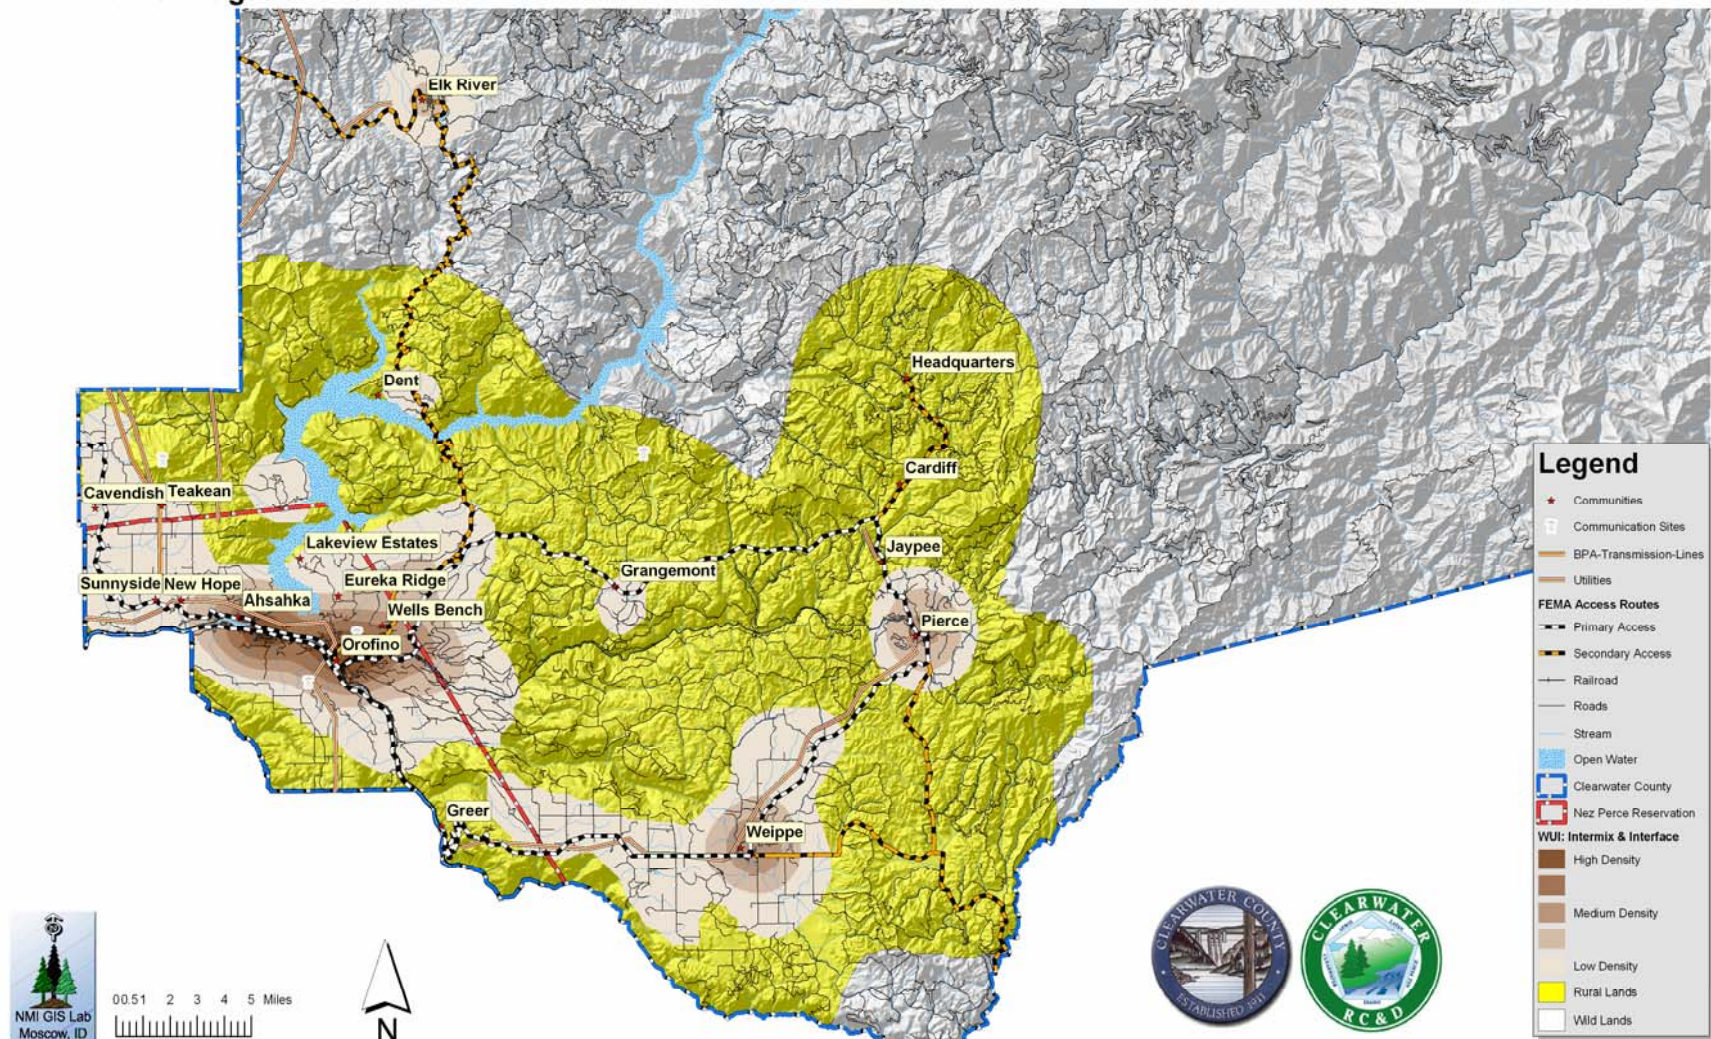 Elk River
Headquarters
Dent
Cardiff
Cavendish
Teakean
Lakeview Estates
Jaypee
Grangemont
Sunnyside
New Hope
Eureka Ridge
Ahsahka
Wells Bench
Pierce
Orofino
Greer
Weippe
Legend
Communities
Communication Sites
BPA-Transmission-Lines
Utilities
FEMA Access Routes
Primary Access
Secondary Access
Railroad
Roads
Stream
Open Water
Clearwater County
Nez Perce Reservation
WUI: Intermix & Interface
High Density
Medium Density
Low Density
Rural Lands
Wild Lands
NMI GIS Lab
Moscow, ID
00.51 2 3 4 5 Miles
N
CLEARWATER COUNTY
ESTABLISHED 1911
CLEARWATER
RC&D